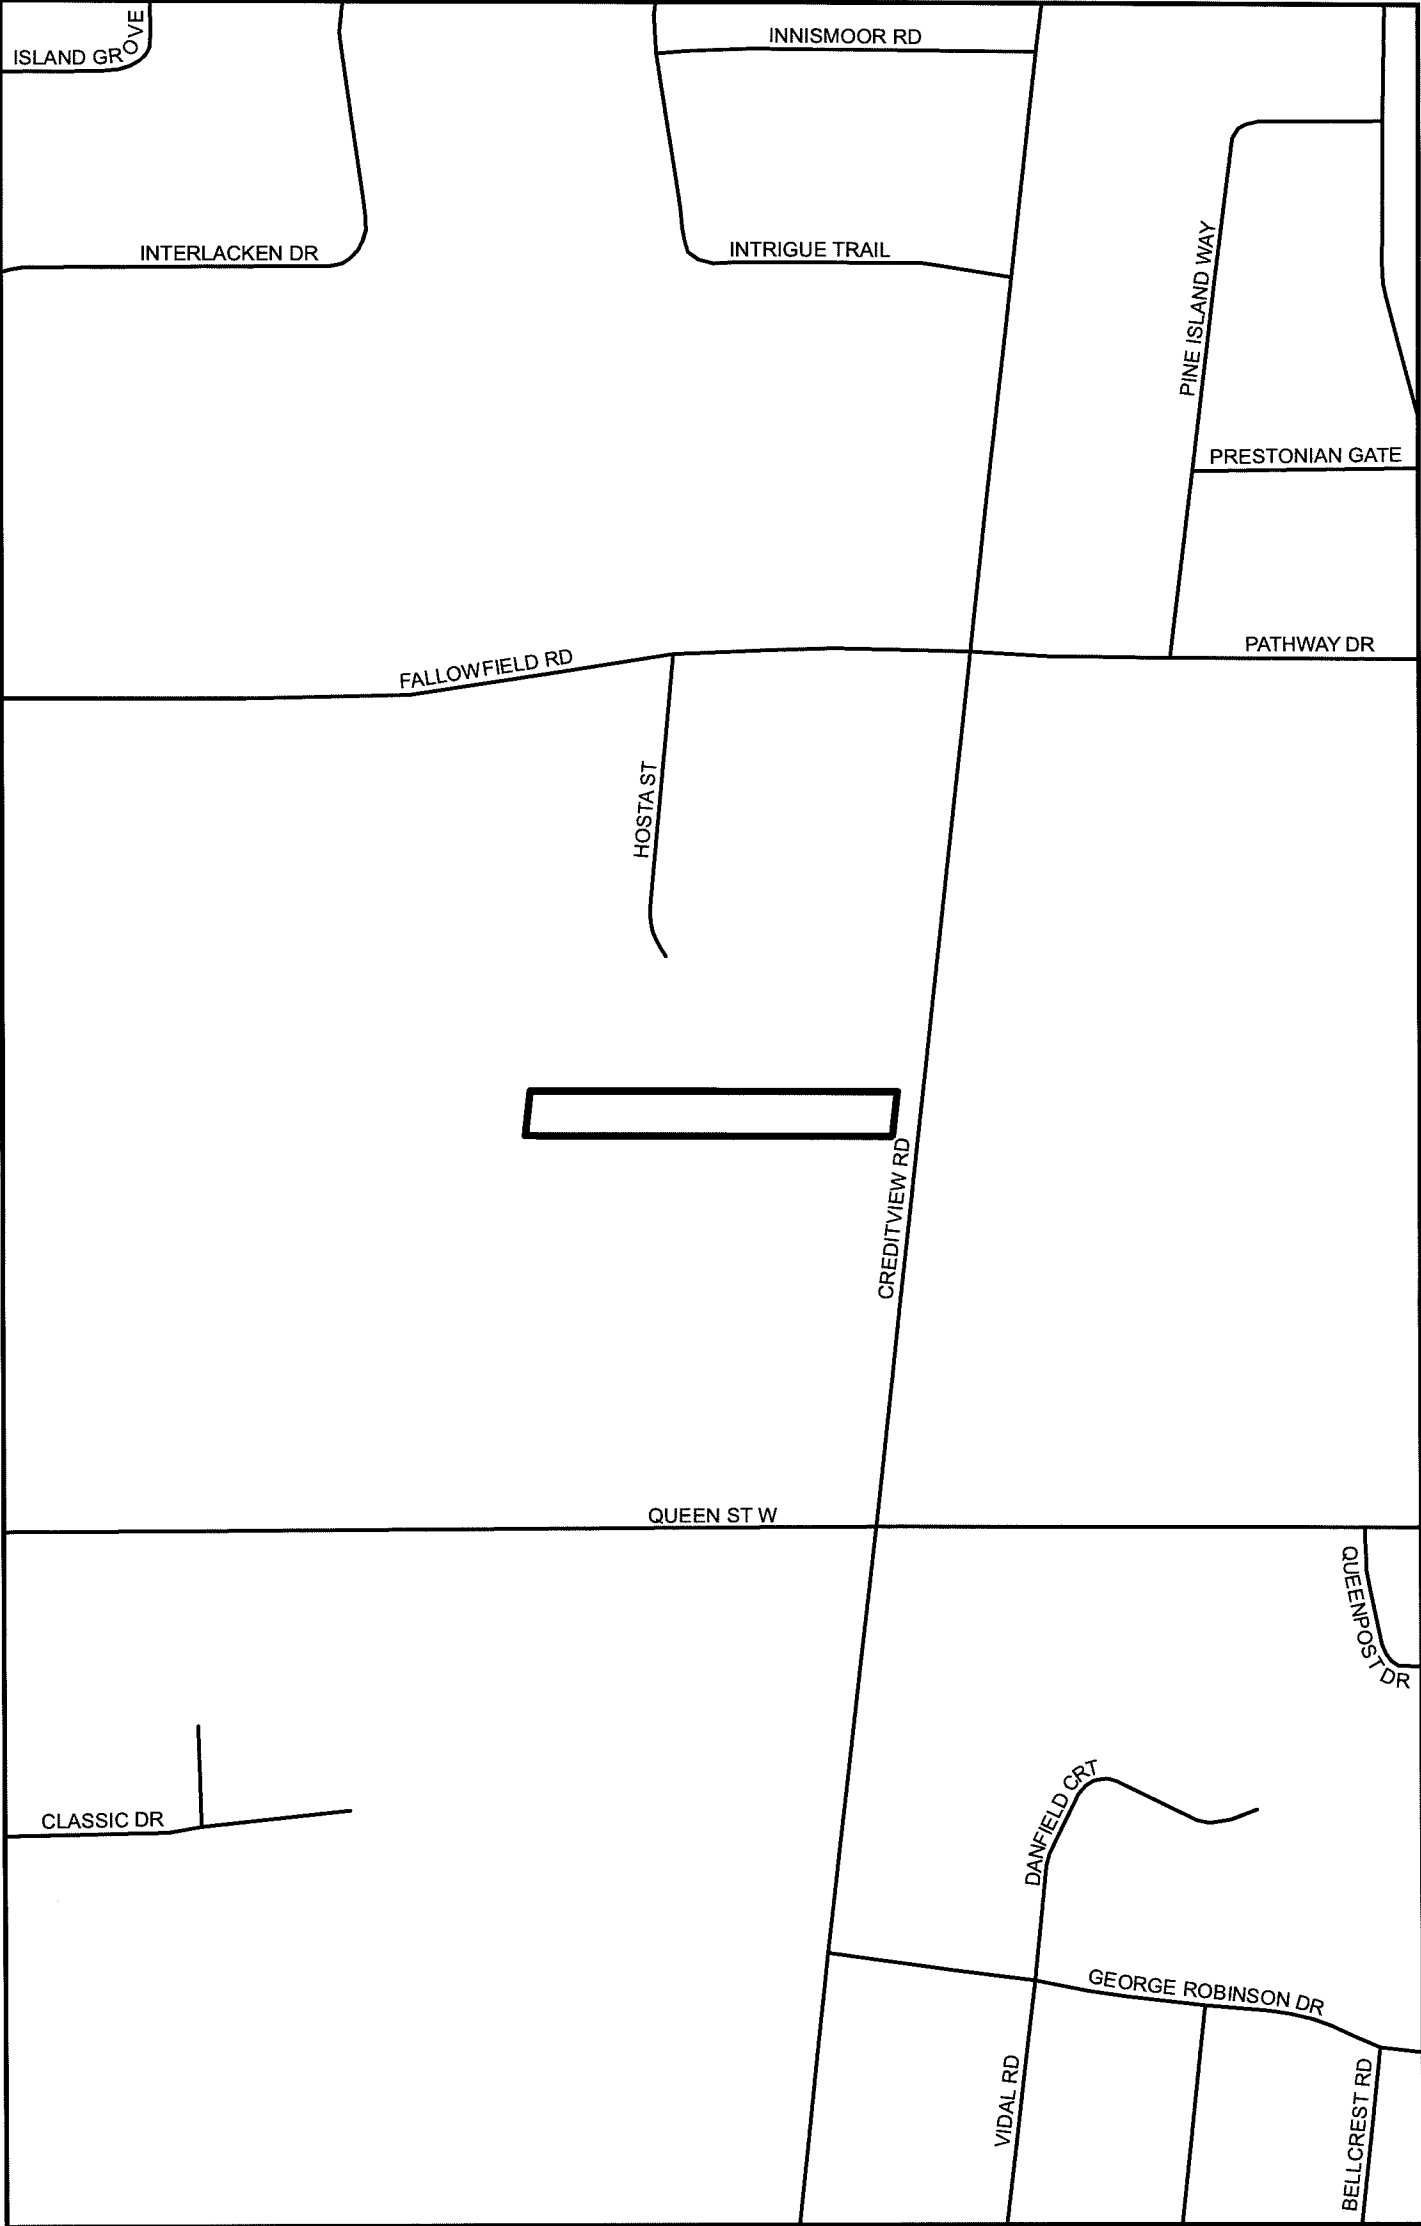 INNISMOOR RD
ISLAND GROVE
INTERLACKEN DR
INTRIGUE TRAIL
PINE ISLAND WAY
PRESTONIAN GATE
PATHWAY DR
FALLOWFIELD RD
HOSTA ST
CREDITVIEW RD
QUEEN ST W
QUEENPOST DR
CLASSIC DR
DANFIELD CRT
GEORGE ROBINSON DR
VIDAL RD
BELLCREST RD